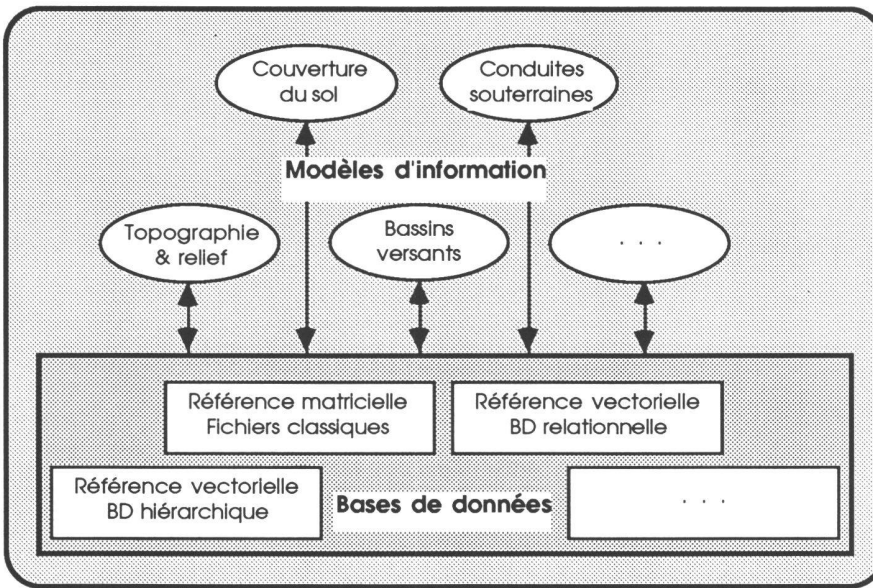 Couverture
du sol
Conduites
souterraines
Modèles d'information
Topographie
& relief
Bassins
versants
. . .
Référence matricielle
Fichiers classiques
Référence vectorielle
BD relationnelle
Référence vectorielle
BD hiérarchique
Bases de données
. . .